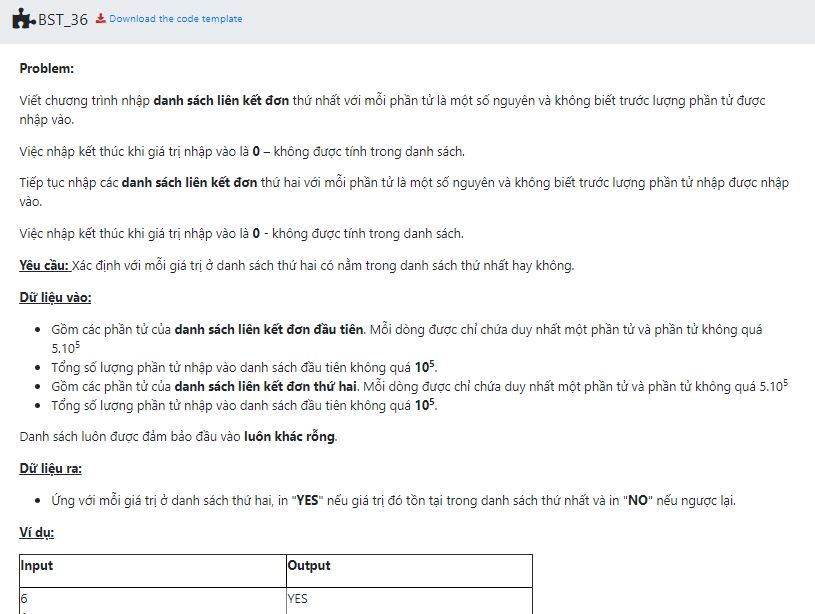 BST_36 Download the code template
Problem:
Viết chương trình nhập danh sách liên kết đơn thứ nhất với mỗi phần tử là một số nguyên và không biết trước lượng phần tử được
nhập vào.
Việc nhập kết thúc khi giá trị nhập vào là 0 – không được tính trong danh sách.
Tiếp tục nhập các danh sách liên kết đơn thứ hai với mỗi phần tử là một số nguyên và không biết trước lượng phần tử nhập được nhập
vào.
Việc nhập kết thúc khi giá trị nhập vào là 0 - không được tính trong danh sách.
Yêu cầu: Xác định với mỗi giá trị ở danh sách thứ hai có nằm trong danh sách thứ nhất hay không.
Dữ liệu vào:
• Gồm các phần tử của danh sách liên kết đơn đầu tiên. Mỗi dòng được chỉ chứa duy nhất một phần tử và phần tử không quá
5.10⁵
• Tổng số lượng phần tử nhập vào danh sách đầu tiên không quá 10⁵.
• Gồm các phần tử của danh sách liên kết đơn thứ hai. Mỗi dòng được chỉ chứa duy nhất một phần tử và phần tử không quá 5.10⁵
• Tổng số lượng phần tử nhập vào danh sách đầu tiên không quá 10⁵.
Danh sách luôn được đảm bảo đầu vào luôn khác rỗng.
Dữ liệu ra:
• Ứng với mỗi giá trị ở danh sách thứ hai, in "YES" nếu giá trị đó tồn tại trong danh sách thứ nhất và in "NO" nếu ngược lại.
Ví dụ:
Input Output
6 YES